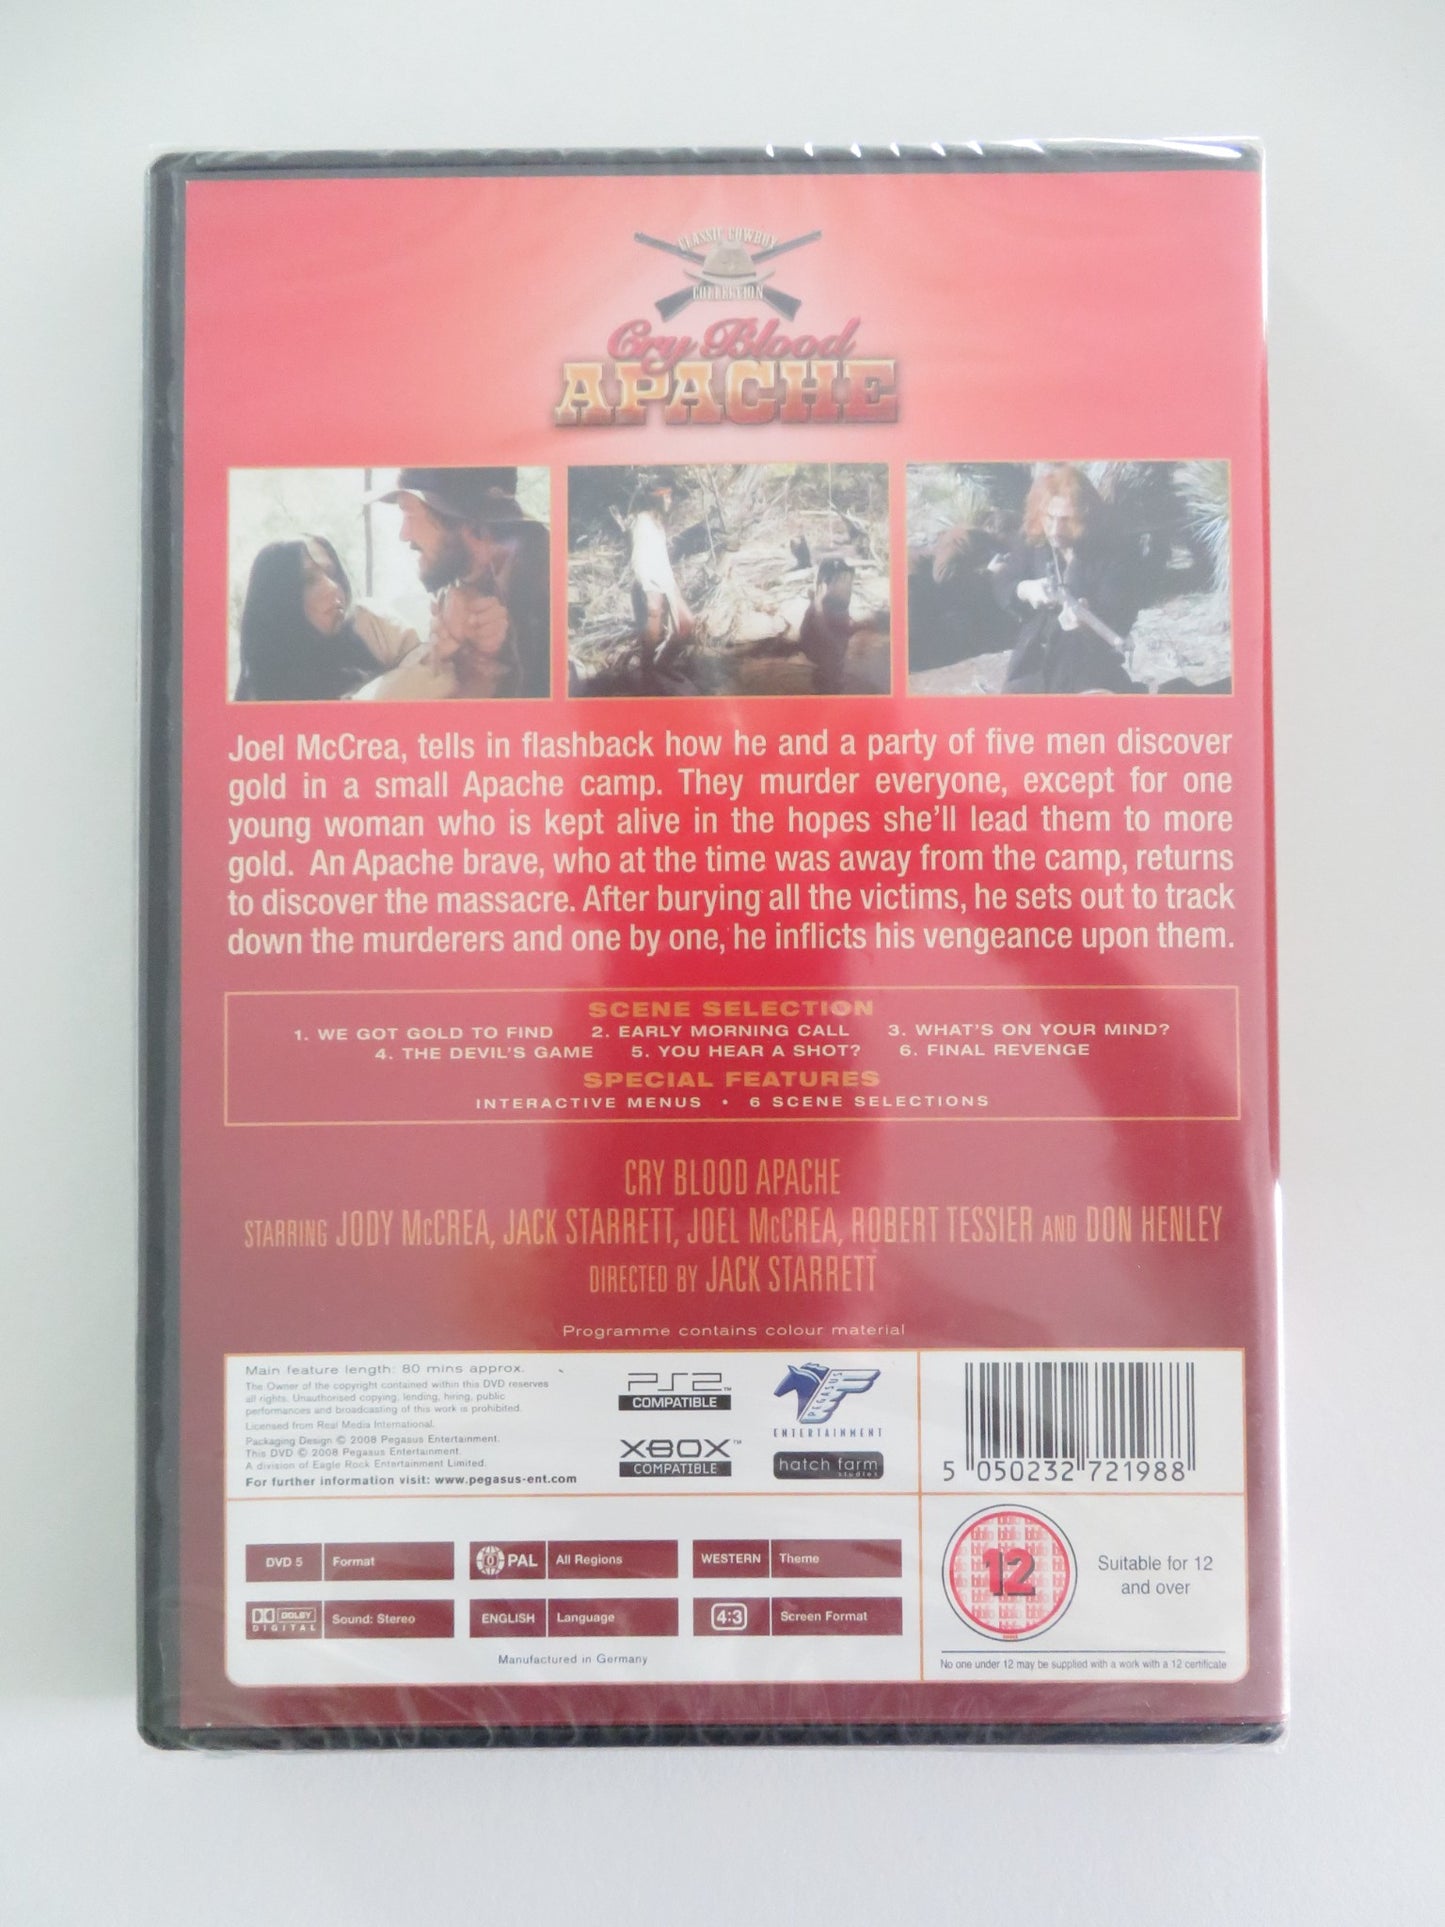 CLASSIC COWBOY
COLLECTION
Cry Blood
APACHE
Joel McCrea, tells in flashback how he and a party of five men discover
gold in a small Apache camp. They murder everyone, except for one
young woman who is kept alive in the hopes she'll lead them to more
gold. An Apache brave, who at the time was away from the camp, returns
to discover the massacre. After burying all the victims, he sets out to track
down the murderers and one by one, he inflicts his vengeance upon them.
SCENE SELECTION
1. WE GOT GOLD TO FIND 2. EARLY MORNING CALL 3. WHAT'S ON YOUR MIND?
4. THE DEVIL'S GAME 5. YOU HEAR A SHOT? 6. FINAL REVENGE
SPECIAL FEATURES
INTERACTIVE MENUS • 6 SCENE SELECTIONS
CRY BLOOD APACHE
STARRING JODY McCREA, JACK STARRETT, JOEL McCREA, ROBERT TESSIER AND DON HENLEY
DIRECTED BY JACK STARRETT
Programme contains colour material
Main feature length: 80 mins approx.
The Owner of the copyright contained within this DVD reserves
all rights. Unauthorised copying, lending, hiring, public
performances and broadcasting of this work is prohibited.
Licensed from Real Media International.
Packaging Design © 2008 Pegasus Entertainment.
This DVD © 2008 Pegasus Entertainment.
A division of Eagle Rock Entertainment Limited.
For further information visit: www.pegasus-ent.com
PS2™
COMPATIBLE
XBOX™
COMPATIBLE
PEGASUS
ENTERTAINMENT
hatch farm
studios
5 050232 721988
DVD 5 Format
0 PAL All Regions
WESTERN Theme
DOLBY DIGITAL Sound: Stereo
ENGLISH Language
4:3 Screen Format
Manufactured in Germany
12
Suitable for 12
and over
No one under 12 may be supplied with a work with a 12 certificate